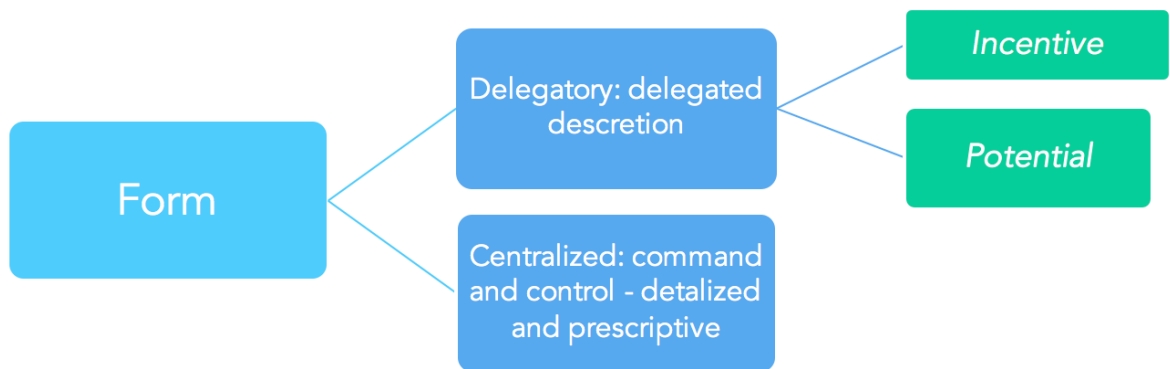 Form
Delegatory: delegated
descretion
Centralized: command
and control - detalized
and prescriptive
Incentive
Potential